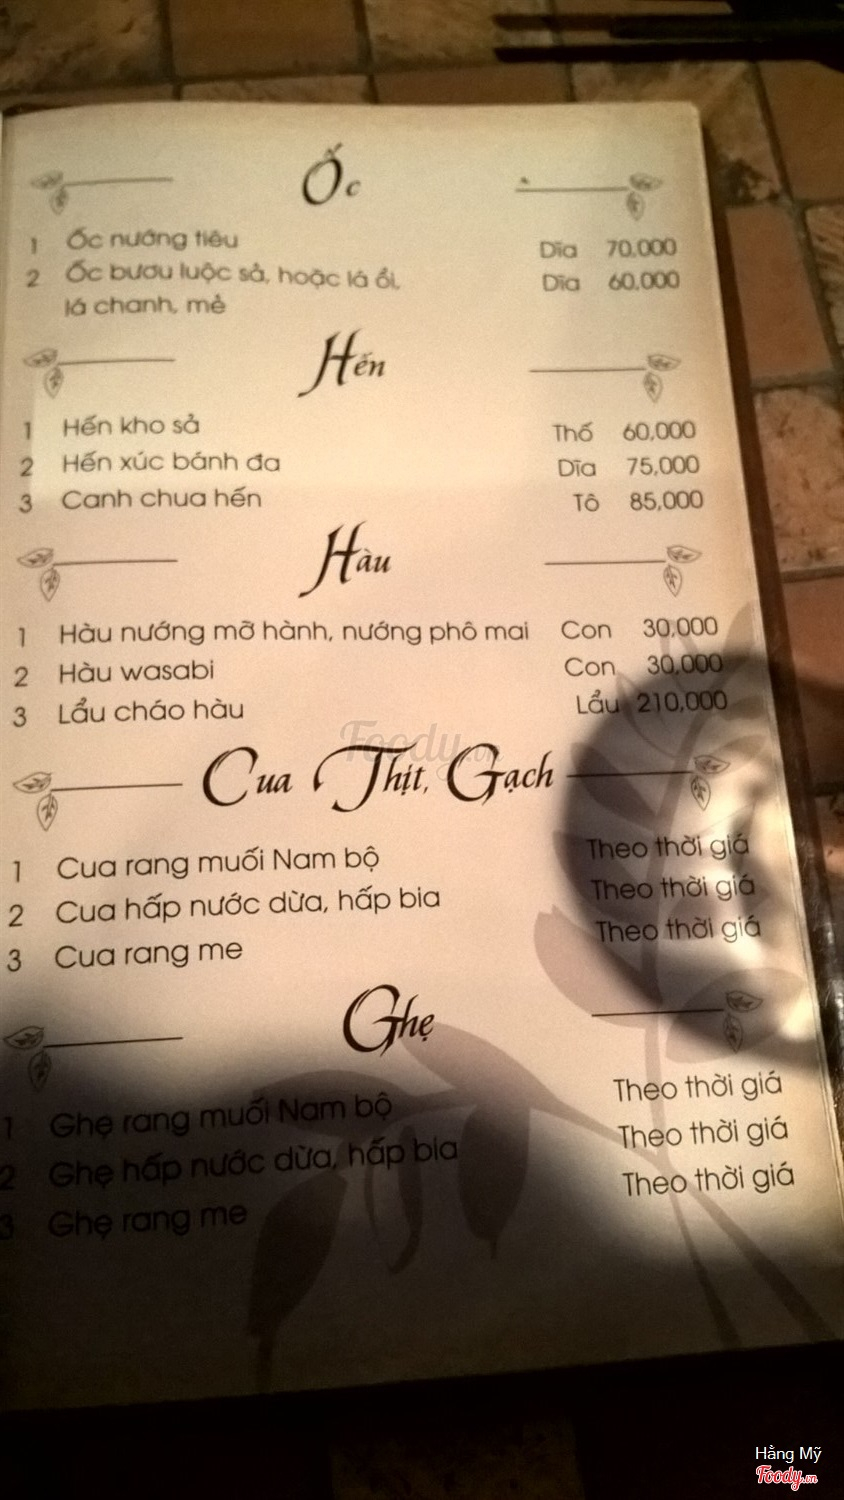 Ốc
1 Ốc nướng tiêu Dĩa 70.000
2 Ốc bươu luộc sả, hoặc lá ổi, Dĩa 60.000
lá chanh, mẻ
Hến
1 Hến kho sả Thố 60.000
2 Hến xúc bánh đa Dĩa 75.000
3 Canh chua hến Tô 85.000
Hàu
1 Hàu nướng mỡ hành, nướng phô mai Con 30.000
2 Hàu wasabi Con 30.000
3 Lẩu cháo hàu Lẩu 210.000
Foody.vn
Cua Thịt, Gạch
1 Cua rang muối Nam bộ Theo thời giá
2 Cua hấp nước dừa, hấp bia Theo thời giá
3 Cua rang me Theo thời giá
Ghẹ
1 Ghẹ rang muối Nam bộ Theo thời giá
2 Ghẹ hấp nước dừa, hấp bia Theo thời giá
3 Ghẹ rang me Theo thời giá
Hằng Mỹ
Foody.vn